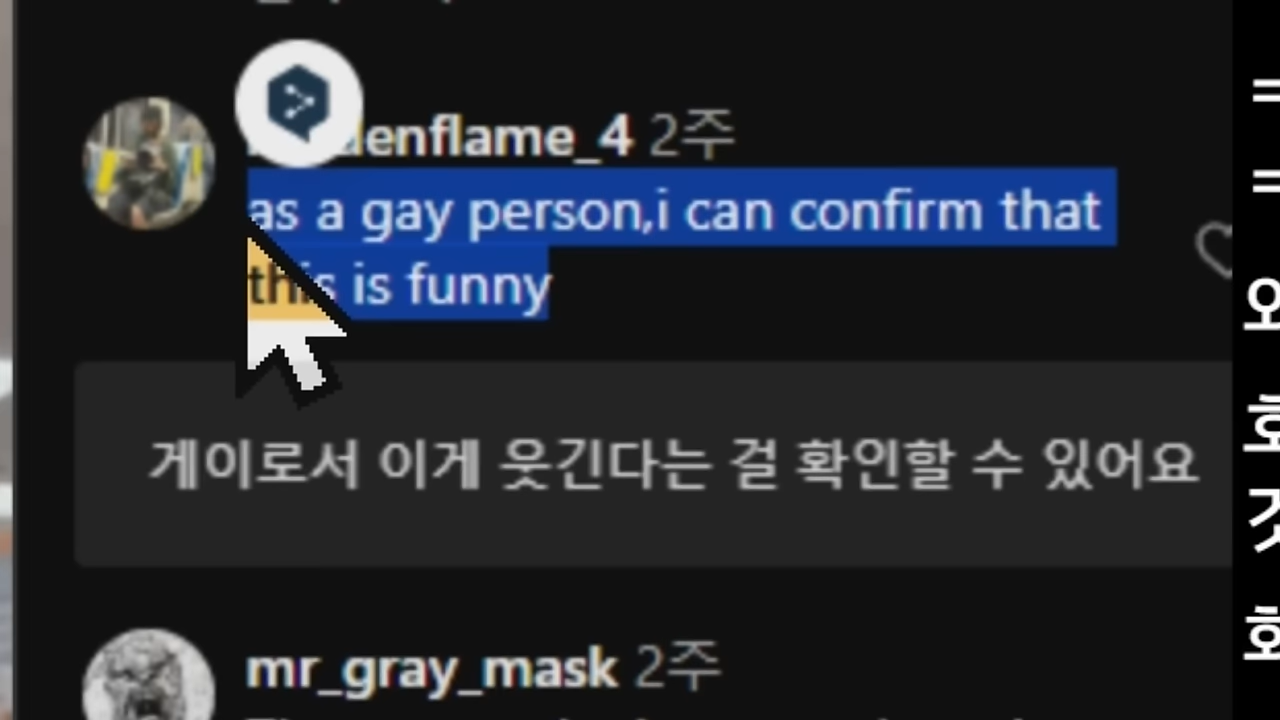 denflame_4 2주
as a gay person,i can confirm that
this is funny
게이로서 이게 웃긴다는 걸 확인할 수 있어요
mr_gray_mask 2주